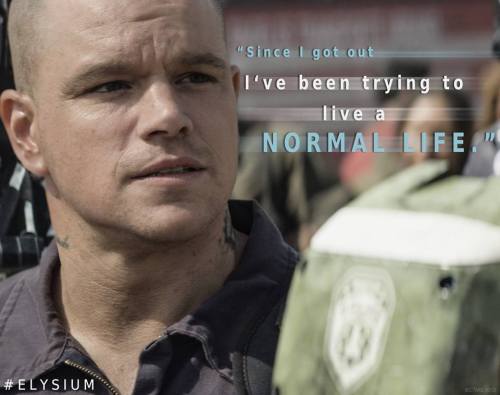 "Since I got out
I've been trying to
live a
NORMAL LIFE."
#ELYSIUM